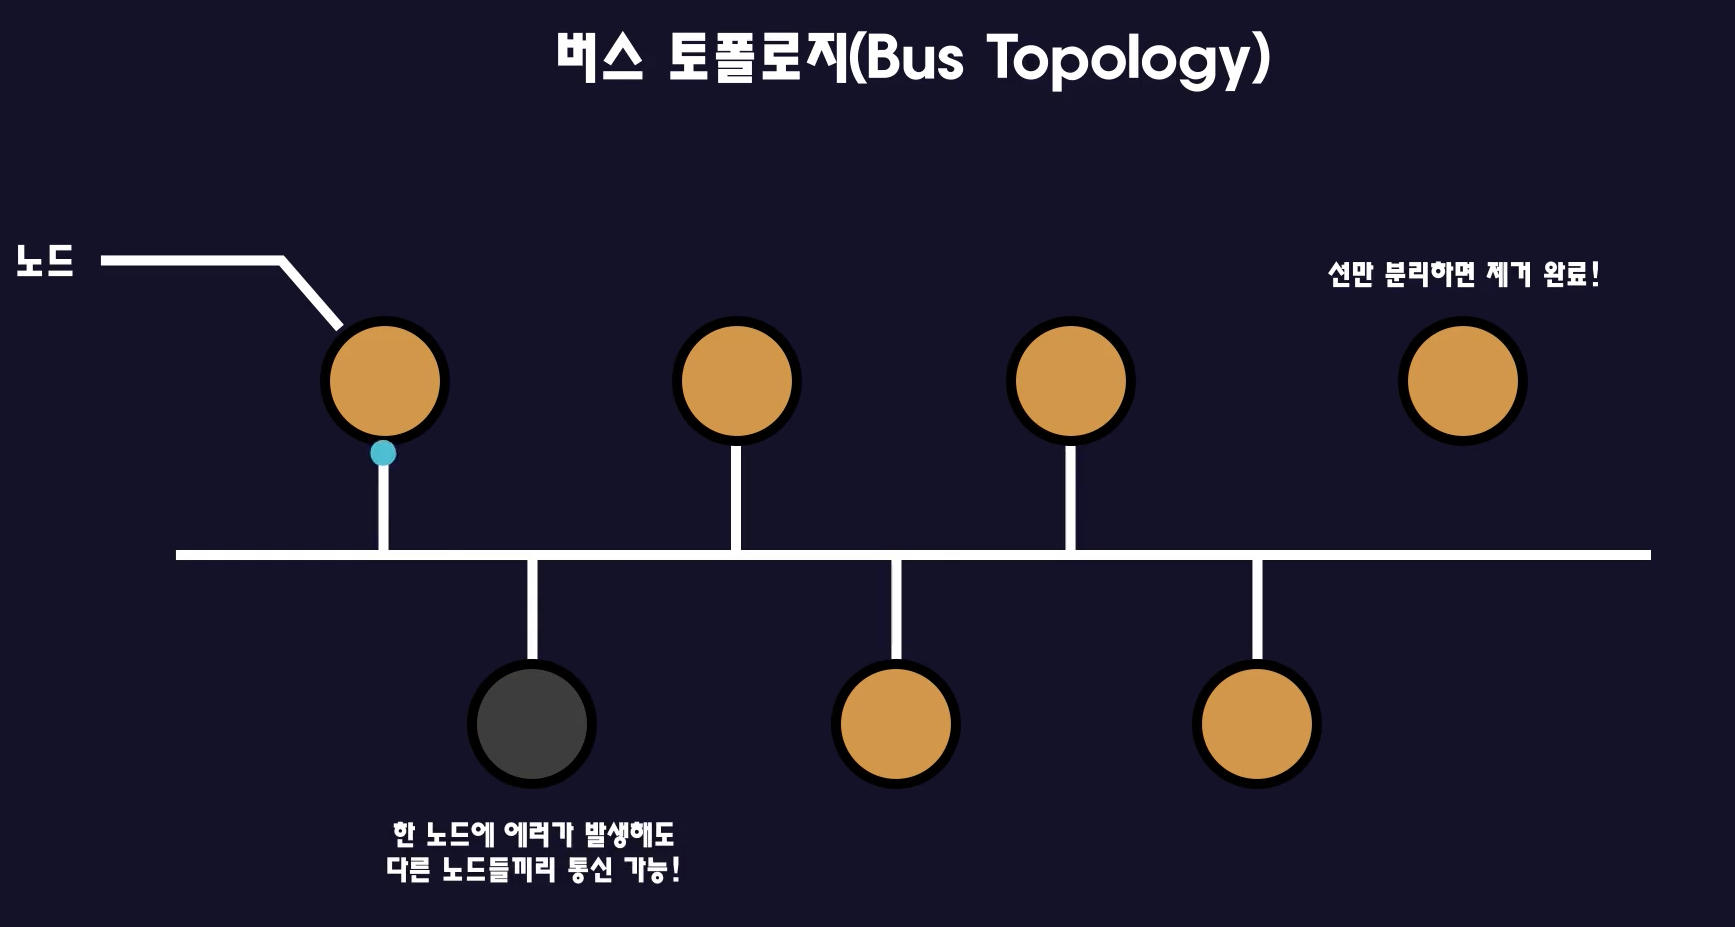 버스 토폴로지(Bus Topology)
노드
선만 분리하면 제거 완료!
한 노드에 에러가 발생해도
다른 노드들끼리 통신 가능!